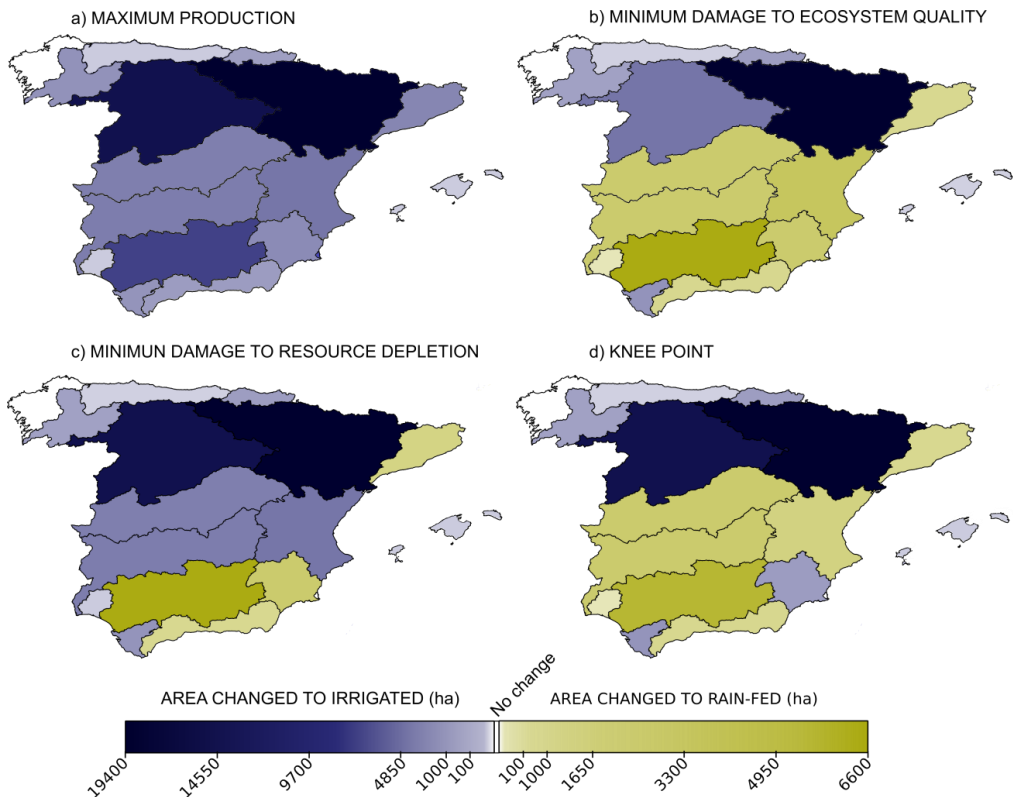 a) MAXIMUM PRODUCTION
b) MINIMUM DAMAGE TO ECOSYSTEM QUALITY
c) MINIMUN DAMAGE TO RESOURCE DEPLETION
d) KNEE POINT
AREA CHANGED TO IRRIGATED (ha)
No change
AREA CHANGED TO RAIN-FED (ha)
19400 14550 9700 4850 1000 100 100 1000 1650 3300 4950 6600